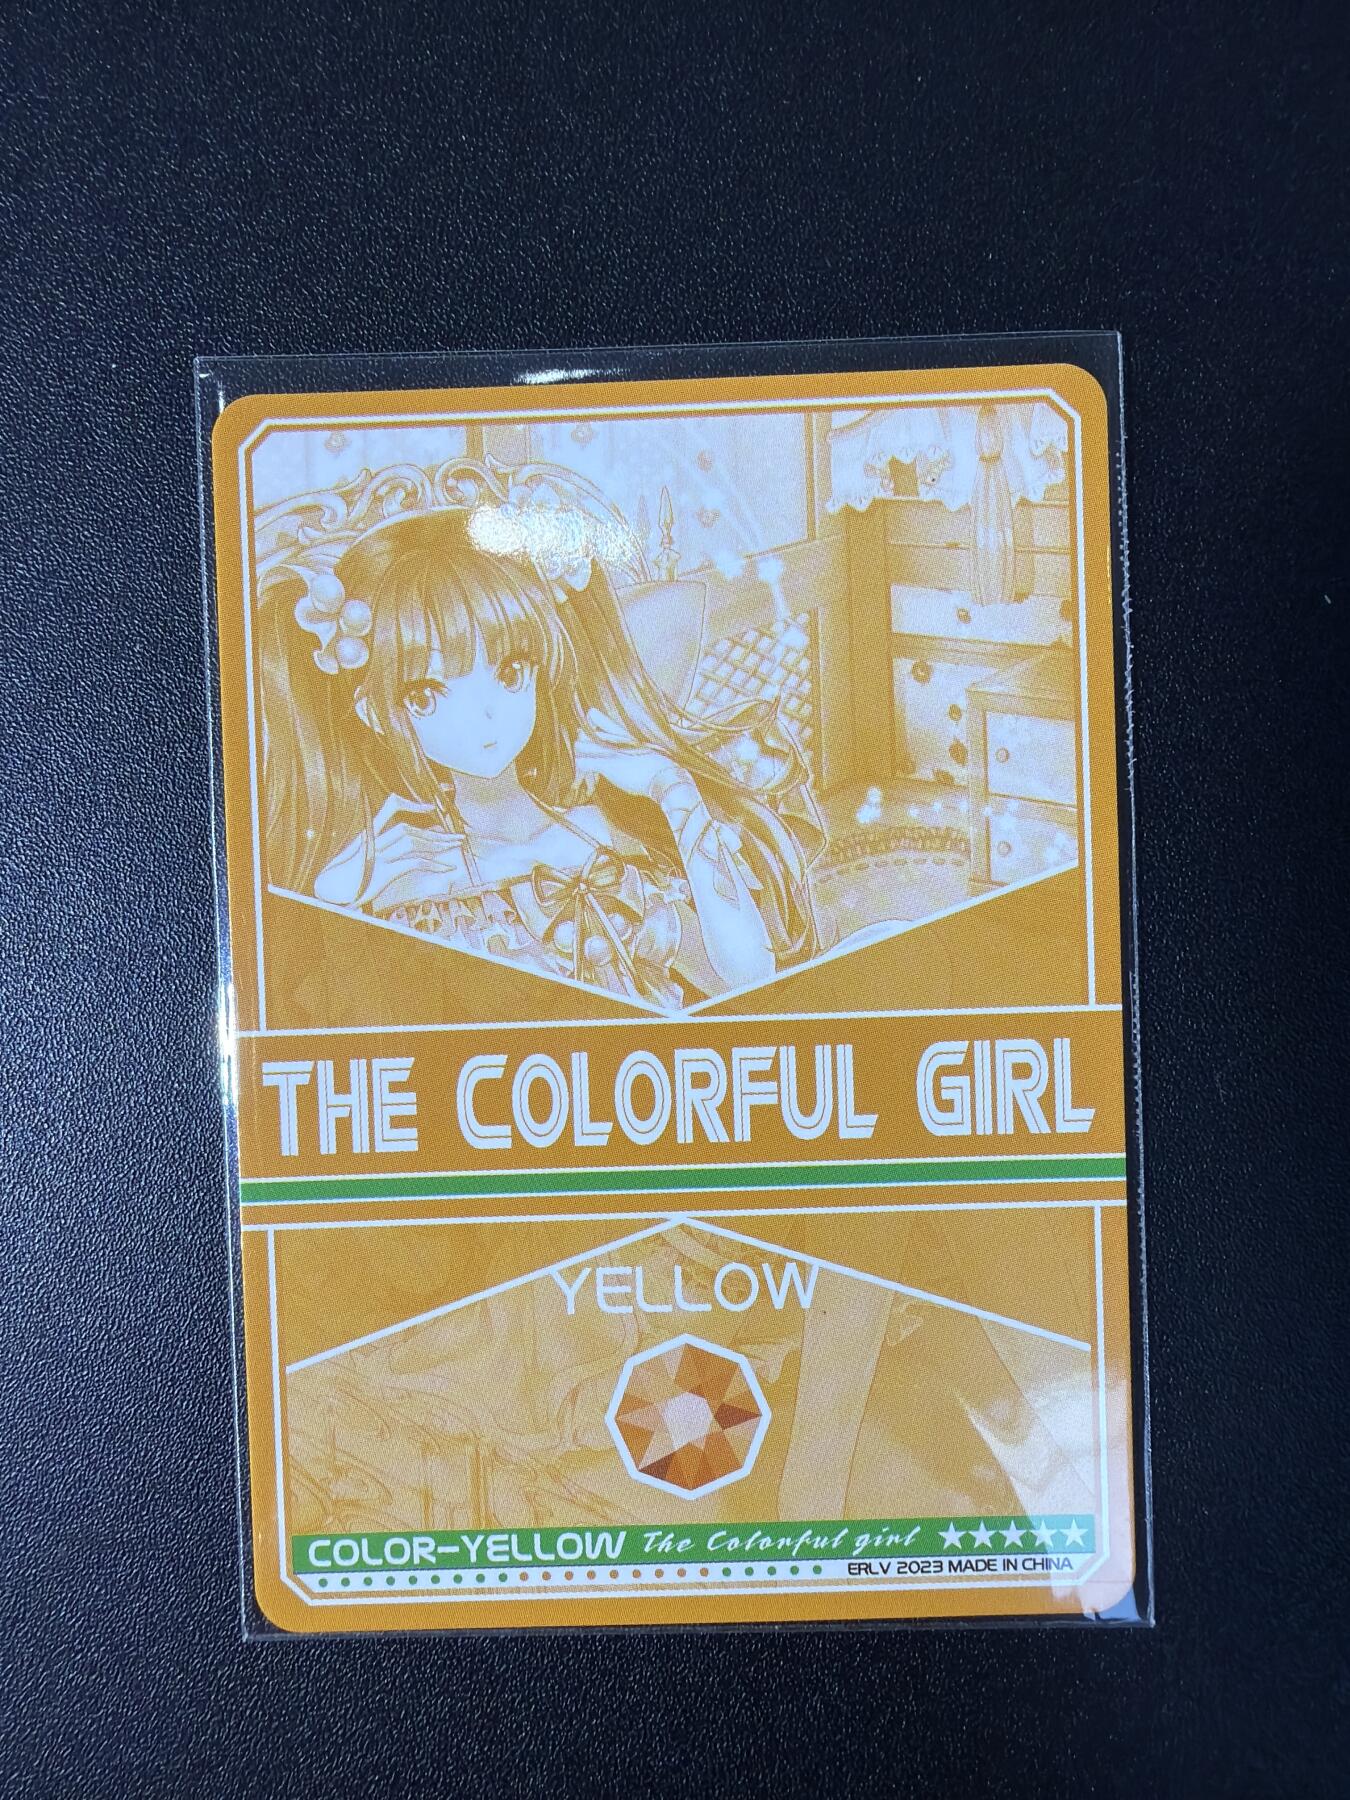 THE COLORFUL GIRL
YELLOW
COLOR-YELLOW The Colorful girl
ERLV 2023 MADE IN CHINA